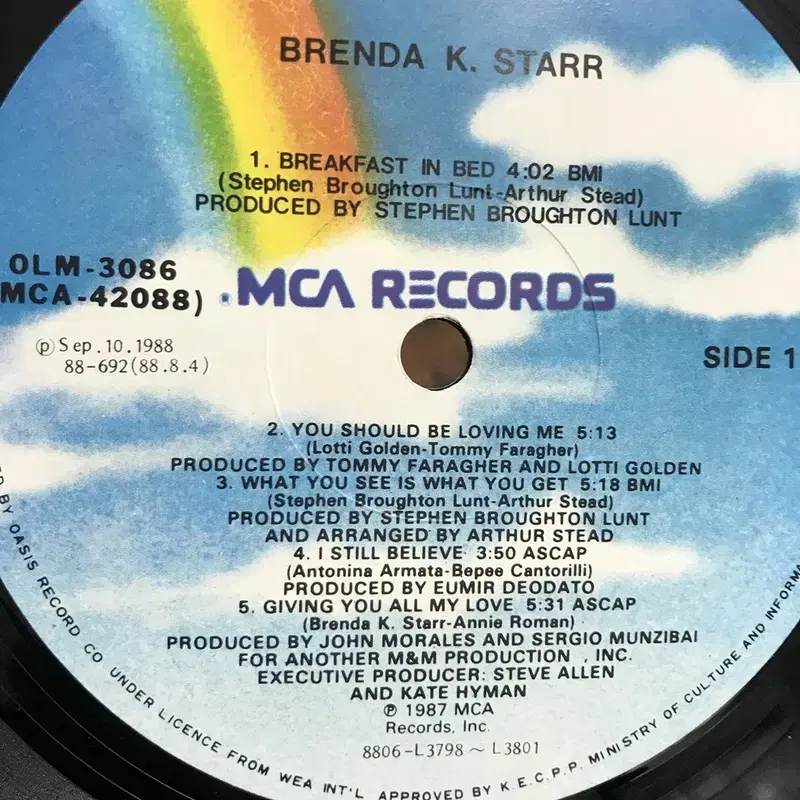 BRENDA K. STARR
1. BREAKFAST IN BED 4:02 BMI
(Stephen Broughton Lunt-Arthur Stead)
PRODUCED BY STEPHEN BROUGHTON LUNT
OLM-3086
MCA-42088)
MCA RECORDS
Ⓟ Sep. 10. 1988
88-692(88.8.4)
SIDE 1
2. YOU SHOULD BE LOVING ME 5:13
(Lotti Golden-Tommy Faragher)
PRODUCED BY TOMMY FARAGHER AND LOTTI GOLDEN
3. WHAT YOU SEE IS WHAT YOU GET 5:18 BMI
(Stephen Broughton Lunt-Arthur Stead)
PRODUCED BY STEPHEN BROUGHTON LUNT
AND ARRANGED BY ARTHUR STEAD
4. I STILL BELIEVE 3:50 ASCAP
(Antonina Armata-Bepee Cantorilli)
PRODUCED BY EUMIR DEODATO
5. GIVING YOU ALL MY LOVE 5:31 ASCAP
(Brenda K. Starr-Annie Roman)
PRODUCED BY JOHN MORALES AND SERGIO MUNZIBAI
FOR ANOTHER M&M PRODUCTION , INC.
EXECUTIVE PRODUCER: STEVE ALLEN
AND KATE HYMAN
Ⓟ 1987 MCA
Records, Inc.
8806-L3798 ~ L3801
BY OASIS RECORD CO UNDER LICENCE FROM WEA INT'L APPROVED BY K.E.C.P.P. MINISTRY OF CULTURE AND INFORMA